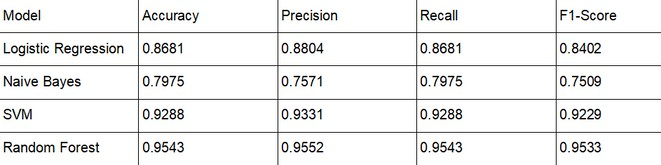 Model Accuracy Precision Recall F1-Score
Logistic Regression 0.8681 0.8804 0.8681 0.8402
Naive Bayes 0.7975 0.7571 0.7975 0.7509
SVM 0.9288 0.9331 0.9288 0.9229
Random Forest 0.9543 0.9552 0.9543 0.9533